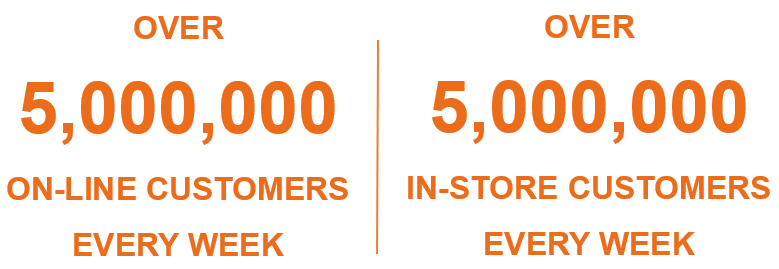 OVER
5,000,000
ON-LINE CUSTOMERS
EVERY WEEK
OVER
5,000,000
IN-STORE CUSTOMERS
EVERY WEEK